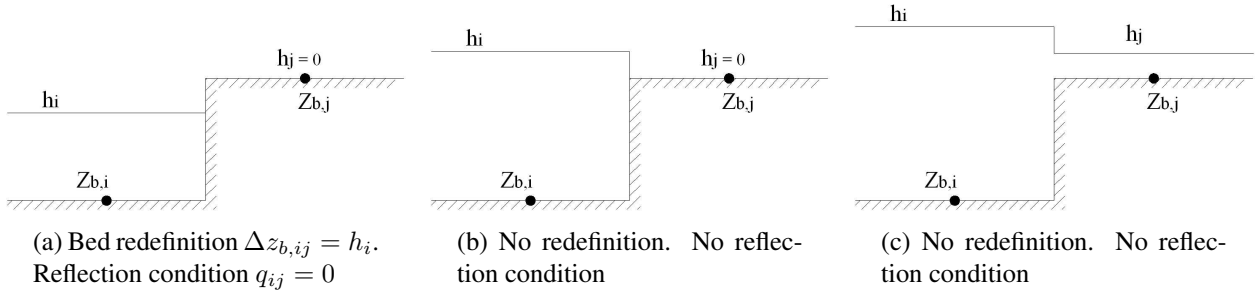 hi
hj = 0
Zb,j
Zb,i
(a) Bed redefinition Δzb,ij = hi.
Reflection condition qij = 0
hi
hj = 0
Zb,j
Zb,i
(b) No redefinition. No reflec-
tion condition
hi
hj
Zb,j
Zb,i
(c) No redefinition. No reflec-
tion condition